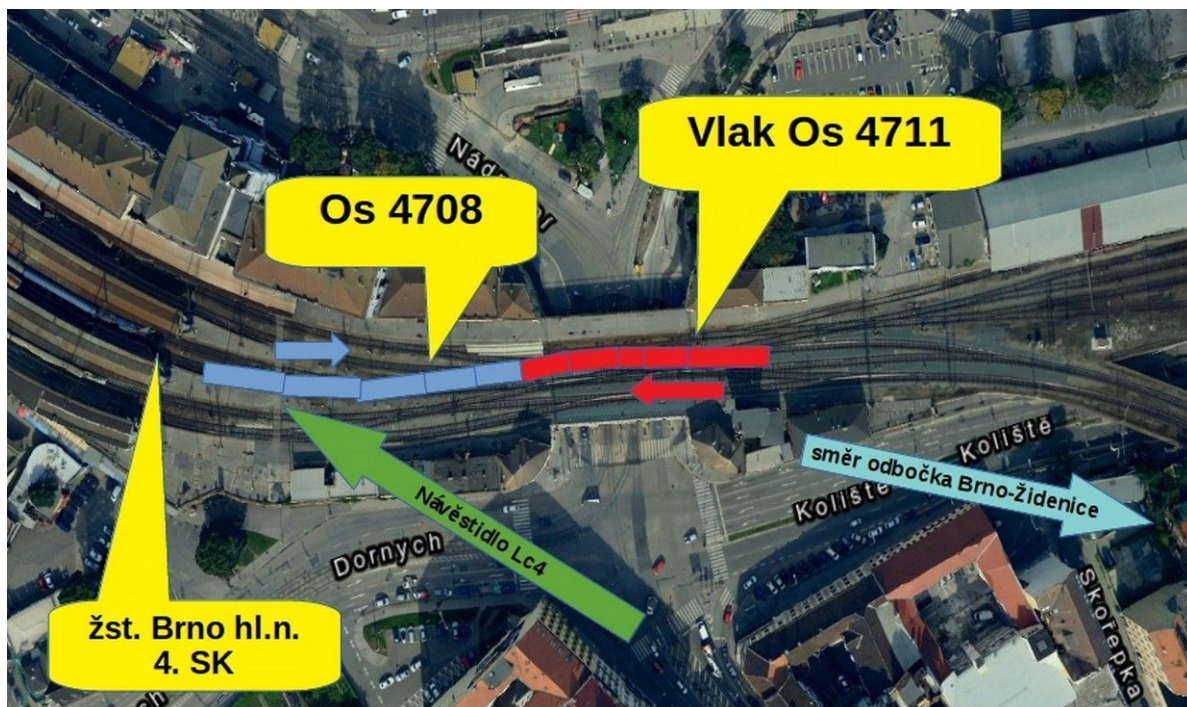 Vlak Os 4711
Os 4708
Koliště
směr odbočka Brno-Židenice
Koliště
Návěstidlo Lc4
Dornych
Skořepka
žst. Brno hl.n.
4. SK